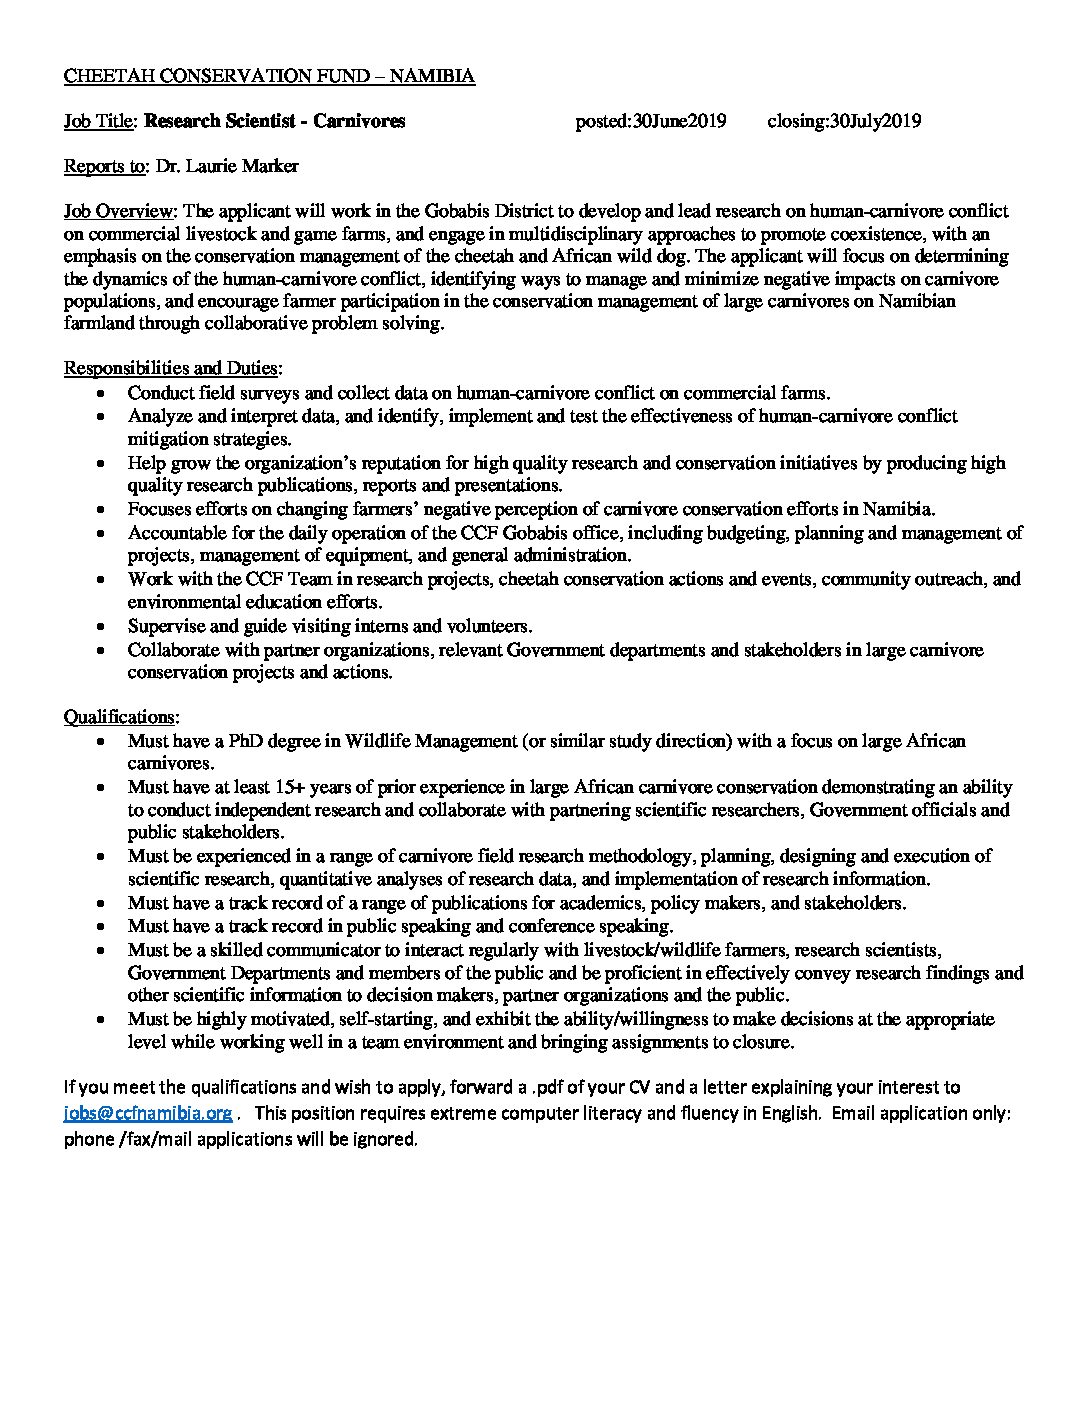 CHEETAH CONSERVATION FUND – NAMIBIA
Job Title: Research Scientist - Carnivores posted:30June2019 closing:30July2019
Reports to: Dr. Laurie Marker
Job Overview: The applicant will work in the Gobabis District to develop and lead research on human-carnivore conflict
on commercial livestock and game farms, and engage in multidisciplinary approaches to promote coexistence, with an
emphasis on the conservation management of the cheetah and African wild dog. The applicant will focus on determining
the dynamics of the human-carnivore conflict, identifying ways to manage and minimize negative impacts on carnivore
populations, and encourage farmer participation in the conservation management of large carnivores on Namibian
farmland through collaborative problem solving.
Responsibilities and Duties:
• Conduct field surveys and collect data on human-carnivore conflict on commercial farms.
• Analyze and interpret data, and identify, implement and test the effectiveness of human-carnivore conflict
mitigation strategies.
• Help grow the organization’s reputation for high quality research and conservation initiatives by producing high
quality research publications, reports and presentations.
• Focuses efforts on changing farmers’ negative perception of carnivore conservation efforts in Namibia.
• Accountable for the daily operation of the CCF Gobabis office, including budgeting, planning and management of
projects, management of equipment, and general administration.
• Work with the CCF Team in research projects, cheetah conservation actions and events, community outreach, and
environmental education efforts.
• Supervise and guide visiting interns and volunteers.
• Collaborate with partner organizations, relevant Government departments and stakeholders in large carnivore
conservation projects and actions.
Qualifications:
• Must have a PhD degree in Wildlife Management (or similar study direction) with a focus on large African
carnivores.
• Must have at least 15+ years of prior experience in large African carnivore conservation demonstrating an ability
to conduct independent research and collaborate with partnering scientific researchers, Government officials and
public stakeholders.
• Must be experienced in a range of carnivore field research methodology, planning, designing and execution of
scientific research, quantitative analyses of research data, and implementation of research information.
• Must have a track record of a range of publications for academics, policy makers, and stakeholders.
• Must have a track record in public speaking and conference speaking.
• Must be a skilled communicator to interact regularly with livestock/wildlife farmers, research scientists,
Government Departments and members of the public and be proficient in effectively convey research findings and
other scientific information to decision makers, partner organizations and the public.
• Must be highly motivated, self-starting, and exhibit the ability/willingness to make decisions at the appropriate
level while working well in a team environment and bringing assignments to closure.
If you meet the qualifications and wish to apply, forward a .pdf of your CV and a letter explaining your interest to
jobs@ccfnamibia.org . This position requires extreme computer literacy and fluency in English. Email application only:
phone /fax/mail applications will be ignored.